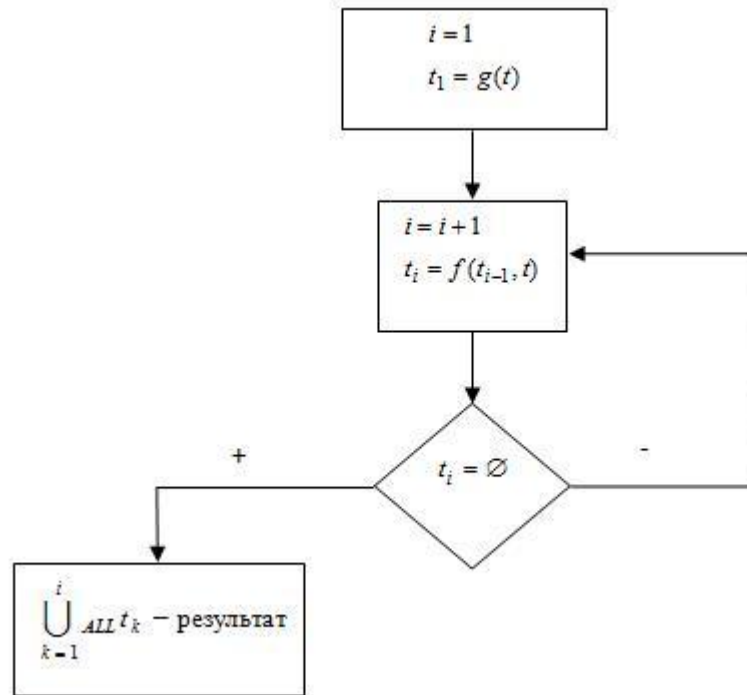 i = 1
t₁ = g(t)
i = i + 1
tᵢ = f(tᵢ₋₁, t)
tᵢ = ∅
+
-
i
⋃ ALL tₖ − результат
k=1